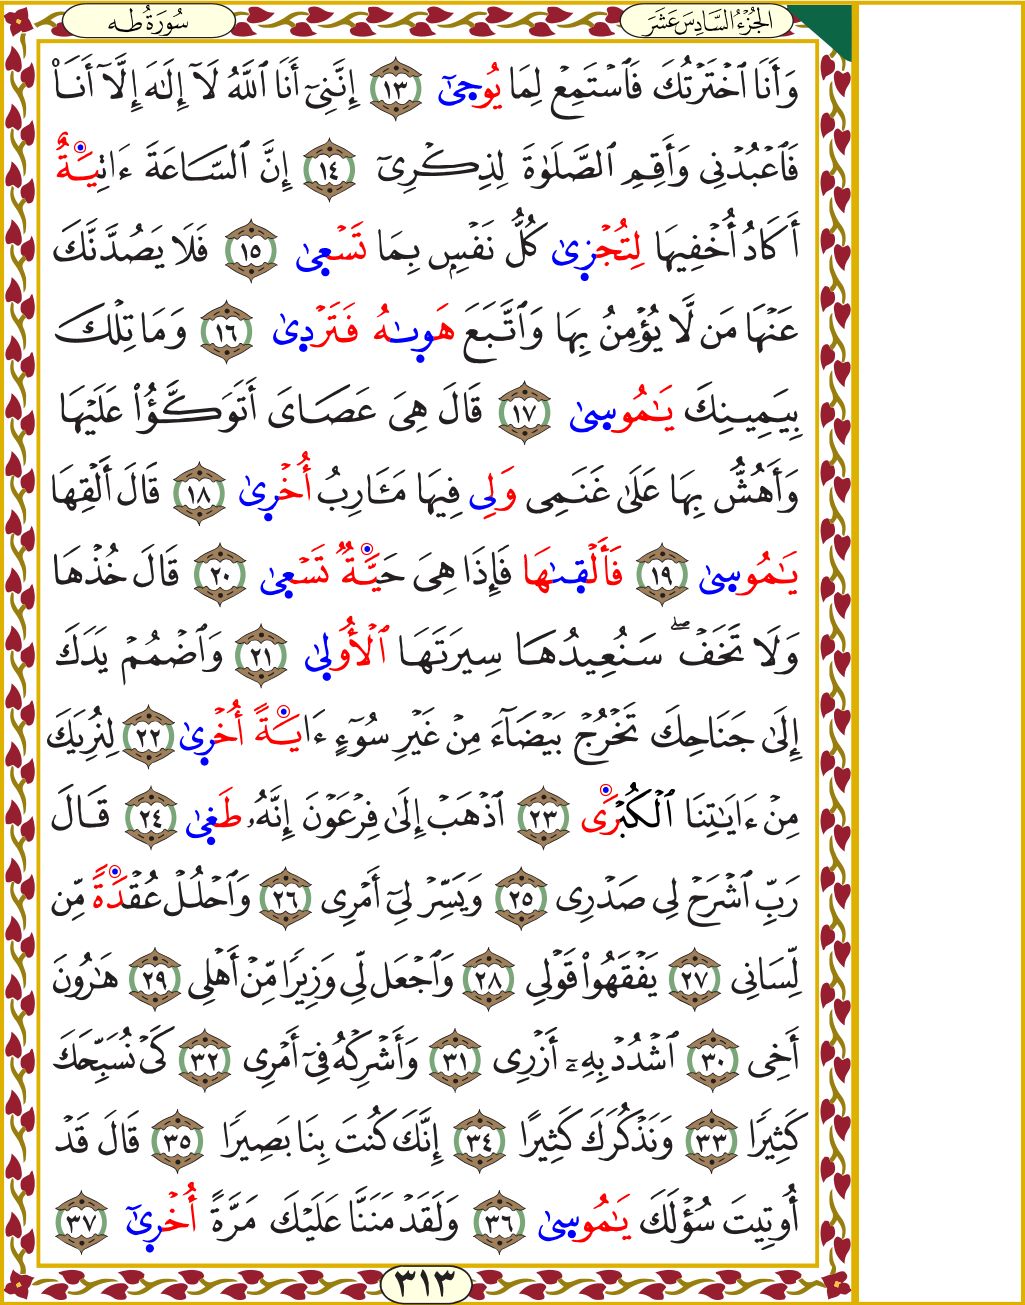 الجُزْءُ السَّادِسَ عَشَرَ
سُورَةُ طه
وَأَنَا ٱخْتَرْتُكَ فَٱسْتَمِعْ لِمَا يُوحِىٰٓ ١٣ إِنَّنِىٓ أَنَا ٱللَّهُ لَآ إِلَٰهَ إِلَّآ أَنَا۠
فَٱعْبُدْنِى وَأَقِمِ ٱلصَّلَوٰةَ لِذِكْرِىٓ ١٤ إِنَّ ٱلسَّاعَةَ ءَاتِيَةٌ
أَكَادُ أُخْفِيهَا لِتُجْزِىٰ كُلُّ نَفْسٍۭ بِمَا تَسْعِىٰ ١٥ فَلَا يَصُدَّنَّكَ
عَنْهَا مَن لَّا يُؤْمِنُ بِهَا وَٱتَّبَعَ هَوِىٰهُ فَتَرْدِىٰ ١٦ وَمَا تِلْكَ
بِيَمِينِكَ يَٰمُوسِىٰ ١٧ قَالَ هِىَ عَصَاىَ أَتَوَكَّؤُا۟ عَلَيْهَا
وَأَهُشُّ بِهَا عَلَىٰ غَنَمِى وَلِى فِيهَا مَـَٔارِبُ أُخْرِىٰ ١٨ قَالَ أَلْقِهَا
يَٰمُوسِىٰ ١٩ فَأَلْقِىٰهَا فَإِذَا هِىَ حَيَّةٌ تَسْعِىٰ ٢٠ قَالَ خُذْهَا
وَلَا تَخَفْ ۖ سَنُعِيدُهَا سِيرَتَهَا ٱلْأُولِىٰ ٢١ وَٱضْمُمْ يَدَكَ
إِلَىٰ جَنَاحِكَ تَخْرُجْ بَيْضَآءَ مِنْ غَيْرِ سُوٓءٍ ءَايَةً أُخْرِىٰ ٢٢ لِنُرِيَكَ
مِنْ ءَايَٰتِنَا ٱلْكُبْرَى ٢٣ ٱذْهَبْ إِلَىٰ فِرْعَوْنَ إِنَّهُۥ طَغِىٰ ٢٤ قَالَ
رَبِّ ٱشْرَحْ لِى صَدْرِى ٢٥ وَيَسِّرْ لِىٓ أَمْرِى ٢٦ وَٱحْلُلْ عُقْدَةً مِّن
لِّسَانِى ٢٧ يَفْقَهُوا۟ قَوْلِى ٢٨ وَٱجْعَل لِّى وَزِيرًا مِّنْ أَهْلِى ٢٩ هَٰرُونَ
أَخِى ٣٠ ٱشْدُدْ بِهِۦٓ أَزْرِى ٣١ وَأَشْرِكْهُ فِىٓ أَمْرِى ٣٢ كَىْ نُسَبِّحَكَ
كَثِيرًا ٣٣ وَنَذْكُرَكَ كَثِيرًا ٣٤ إِنَّكَ كُنتَ بِنَا بَصِيرًا ٣٥ قَالَ قَدْ
أُوتِيتَ سُؤْلَكَ يَٰمُوسِىٰ ٣٦ وَلَقَدْ مَنَنَّا عَلَيْكَ مَرَّةً أُخْرِىٰٓ ٣٧
٣١٣